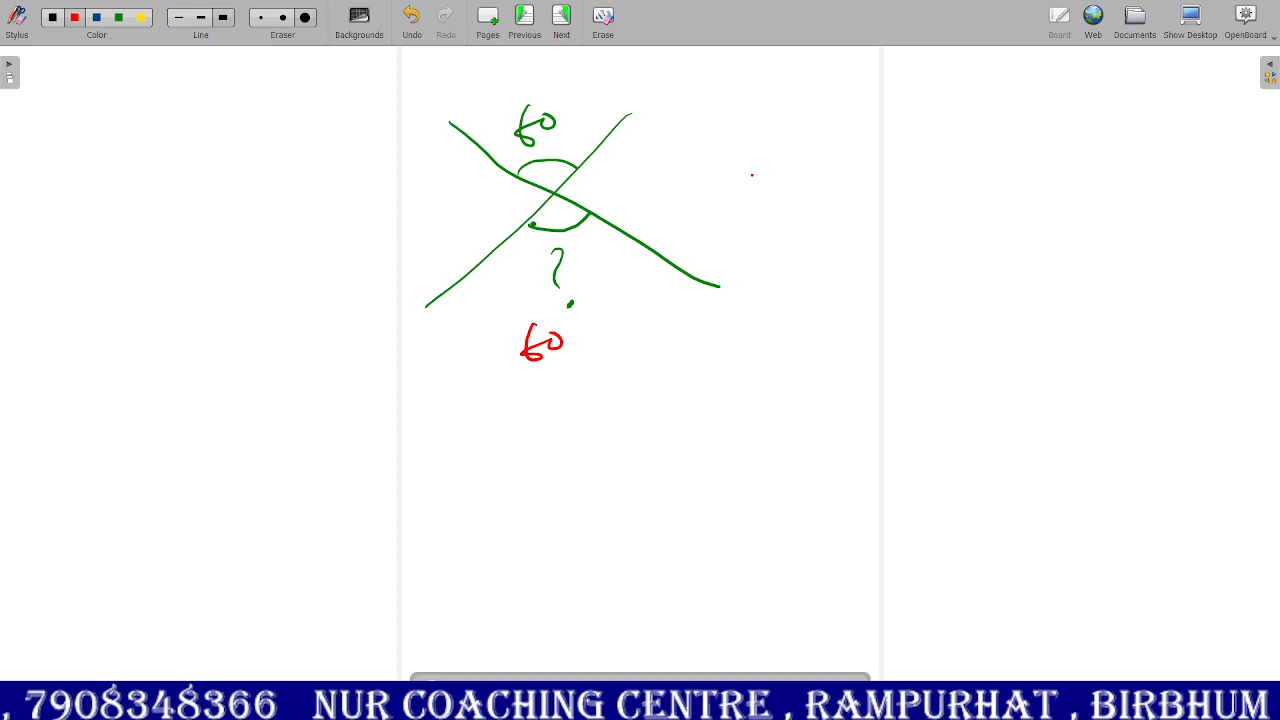 Stylus Color Line Eraser Backgrounds Undo Redo Pages Previous Next Erase Board Web Documents Show Desktop OpenBoard
60
?
60
, 7908348366 NUR COACHING CENTRE , RAMPURHAT , BIRBHUM